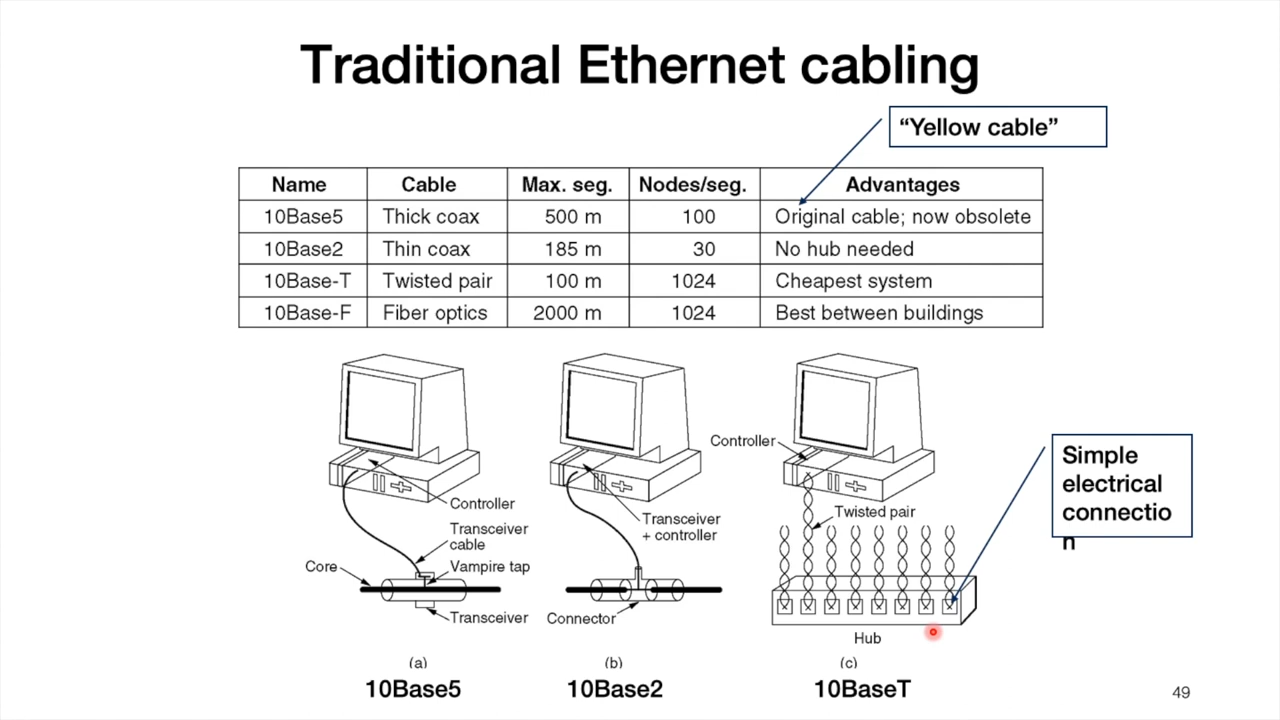 Traditional Ethernet cabling
“Yellow cable”
Name Cable Max. seg. Nodes/seg. Advantages
10Base5 Thick coax 500 m 100 Original cable; now obsolete
10Base2 Thin coax 185 m 30 No hub needed
10Base-T Twisted pair 100 m 1024 Cheapest system
10Base-F Fiber optics 2000 m 1024 Best between buildings
Controller
Transceiver
cable
Core
Vampire tap
Transceiver
(a)
10Base5
Transceiver
+ controller
Connector
(b)
10Base2
Controller
Twisted pair
Hub
(c)
10BaseT
Simple
electrical
connectio
n
49